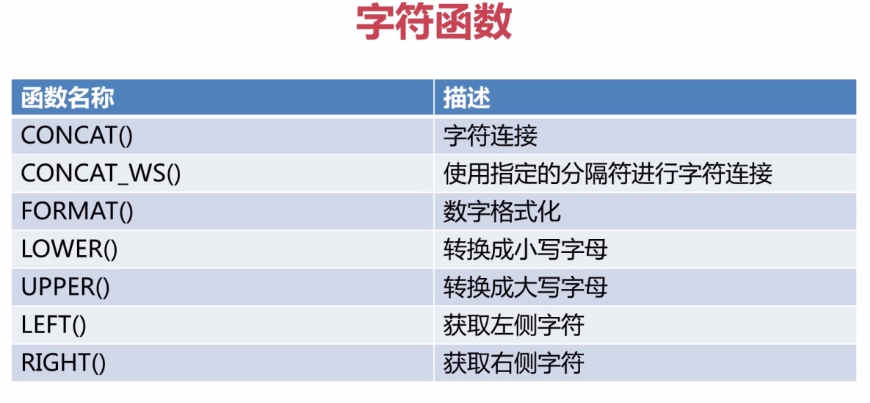 字符函数
函数名称 描述
CONCAT() 字符连接
CONCAT_WS() 使用指定的分隔符进行字符连接
FORMAT() 数字格式化
LOWER() 转换成小写字母
UPPER() 转换成大写字母
LEFT() 获取左侧字符
RIGHT() 获取右侧字符